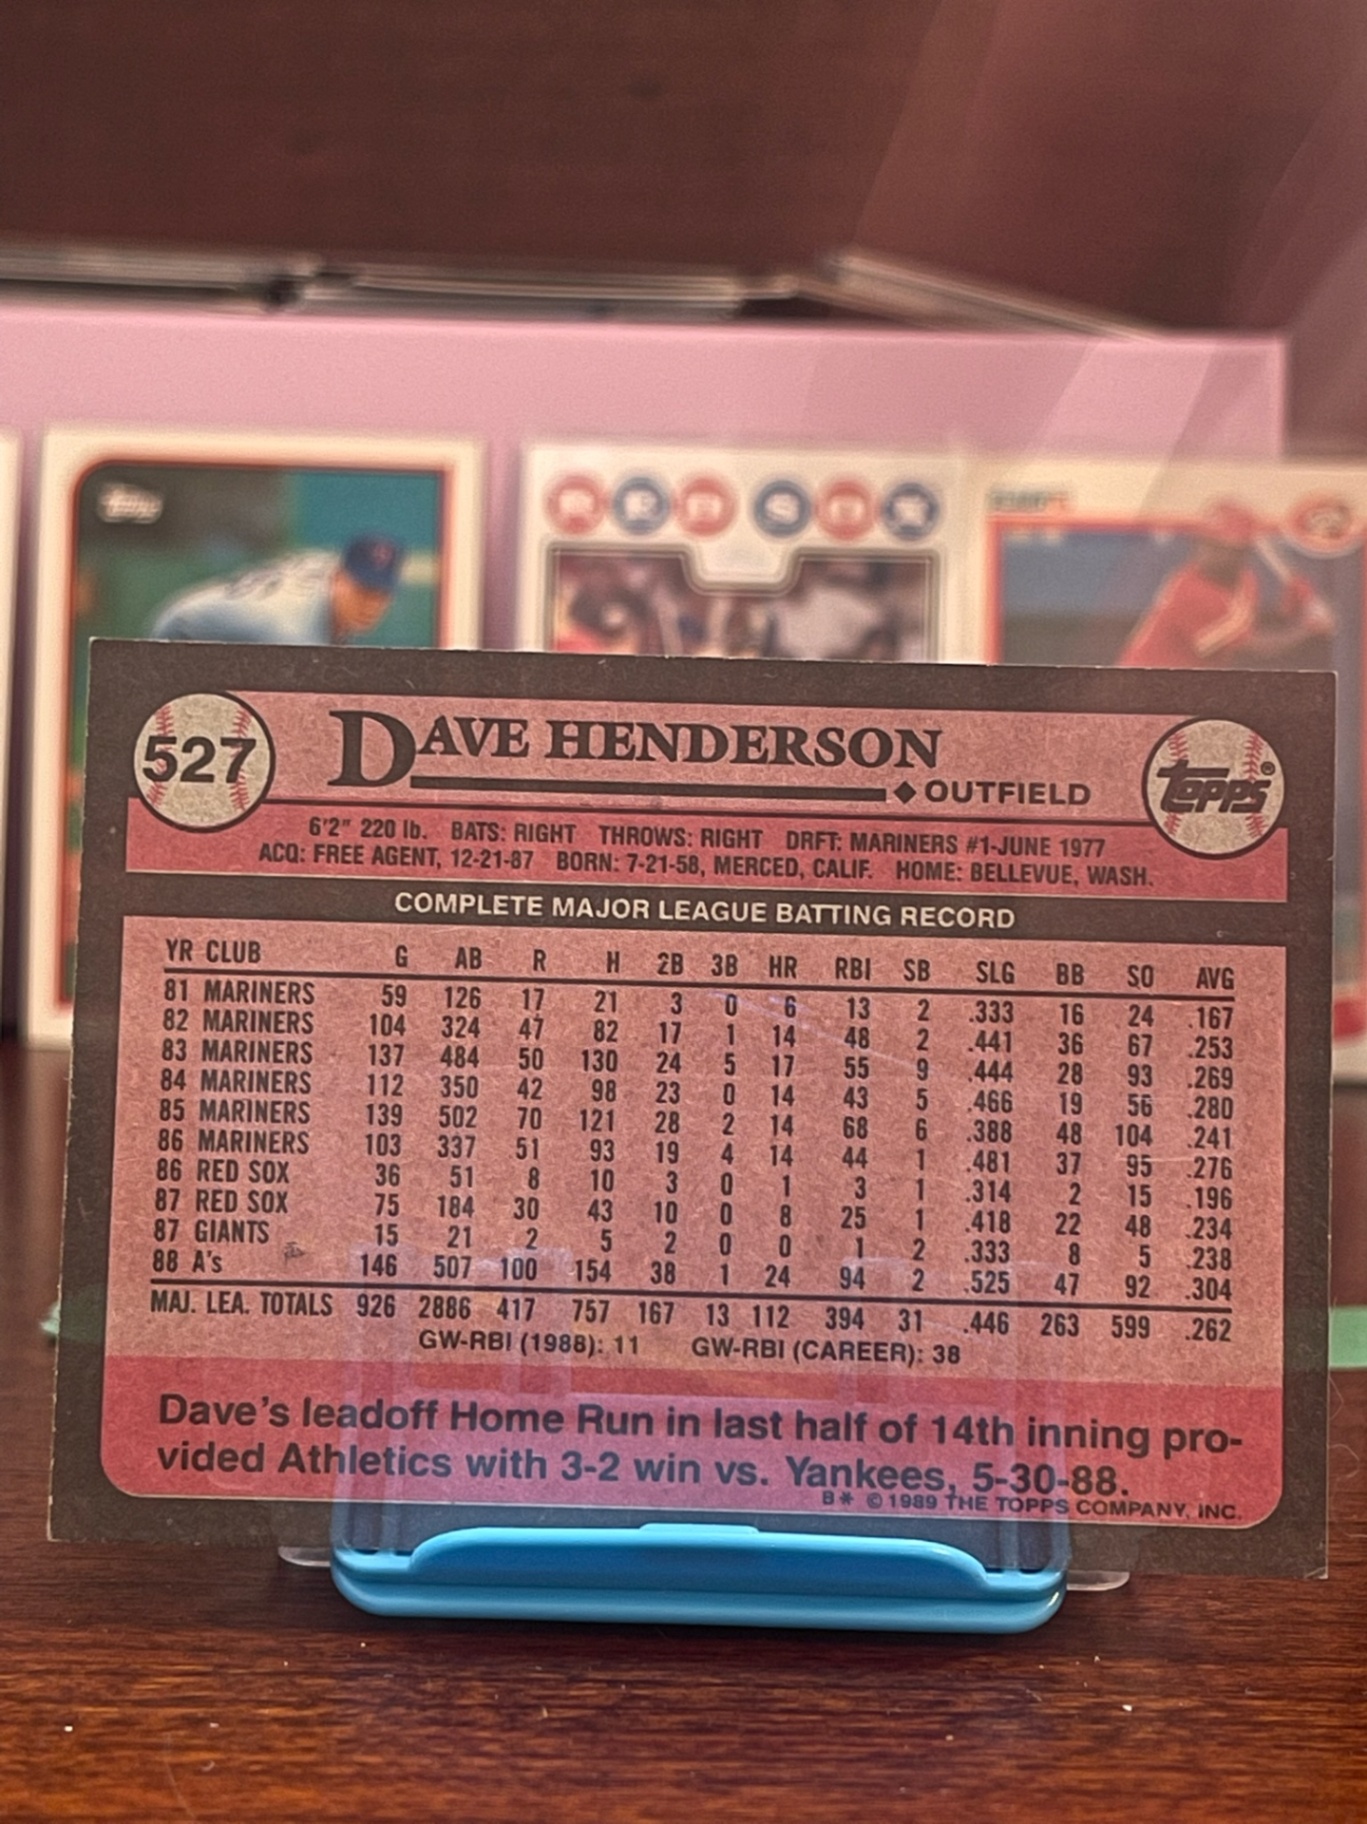 Topps
RED SOX
527
DAVE HENDERSON
◆ OUTFIELD
TOPPS®
6'2" 220 lb. BATS: RIGHT THROWS: RIGHT DRFT: MARINERS #1-JUNE 1977
ACQ: FREE AGENT, 12-21-87 BORN: 7-21-58, MERCED, CALIF. HOME: BELLEVUE, WASH.
COMPLETE MAJOR LEAGUE BATTING RECORD
YR CLUB G AB R H 2B 3B HR RBI SB SLG BB SO AVG
81 MARINERS 59 126 17 21 3 0 6 13 2 .333 16 24 .167
82 MARINERS 104 324 47 82 17 1 14 48 2 .441 36 67 .253
83 MARINERS 137 484 50 130 24 5 17 55 9 .444 28 93 .269
84 MARINERS 112 350 42 98 23 0 14 43 5 .466 19 56 .280
85 MARINERS 139 502 70 121 28 2 14 68 6 .388 48 104 .241
86 MARINERS 103 337 51 93 19 4 14 44 1 .481 37 95 .276
86 RED SOX 36 51 8 10 3 0 1 3 1 .314 2 15 .196
87 RED SOX 75 184 30 43 10 0 8 25 1 .418 22 48 .234
87 GIANTS 15 21 2 5 2 0 0 1 2 .333 8 5 .238
88 A's 146 507 100 154 38 1 24 94 2 .525 47 92 .304
MAJ. LEA. TOTALS 926 2886 417 757 167 13 112 394 31 .446 263 599 .262
GW-RBI (1988): 11 GW-RBI (CAREER): 38
Dave's leadoff Home Run in last half of 14th inning pro-
vided Athletics with 3-2 win vs. Yankees, 5-30-88.
B* © 1989 THE TOPPS COMPANY, INC.